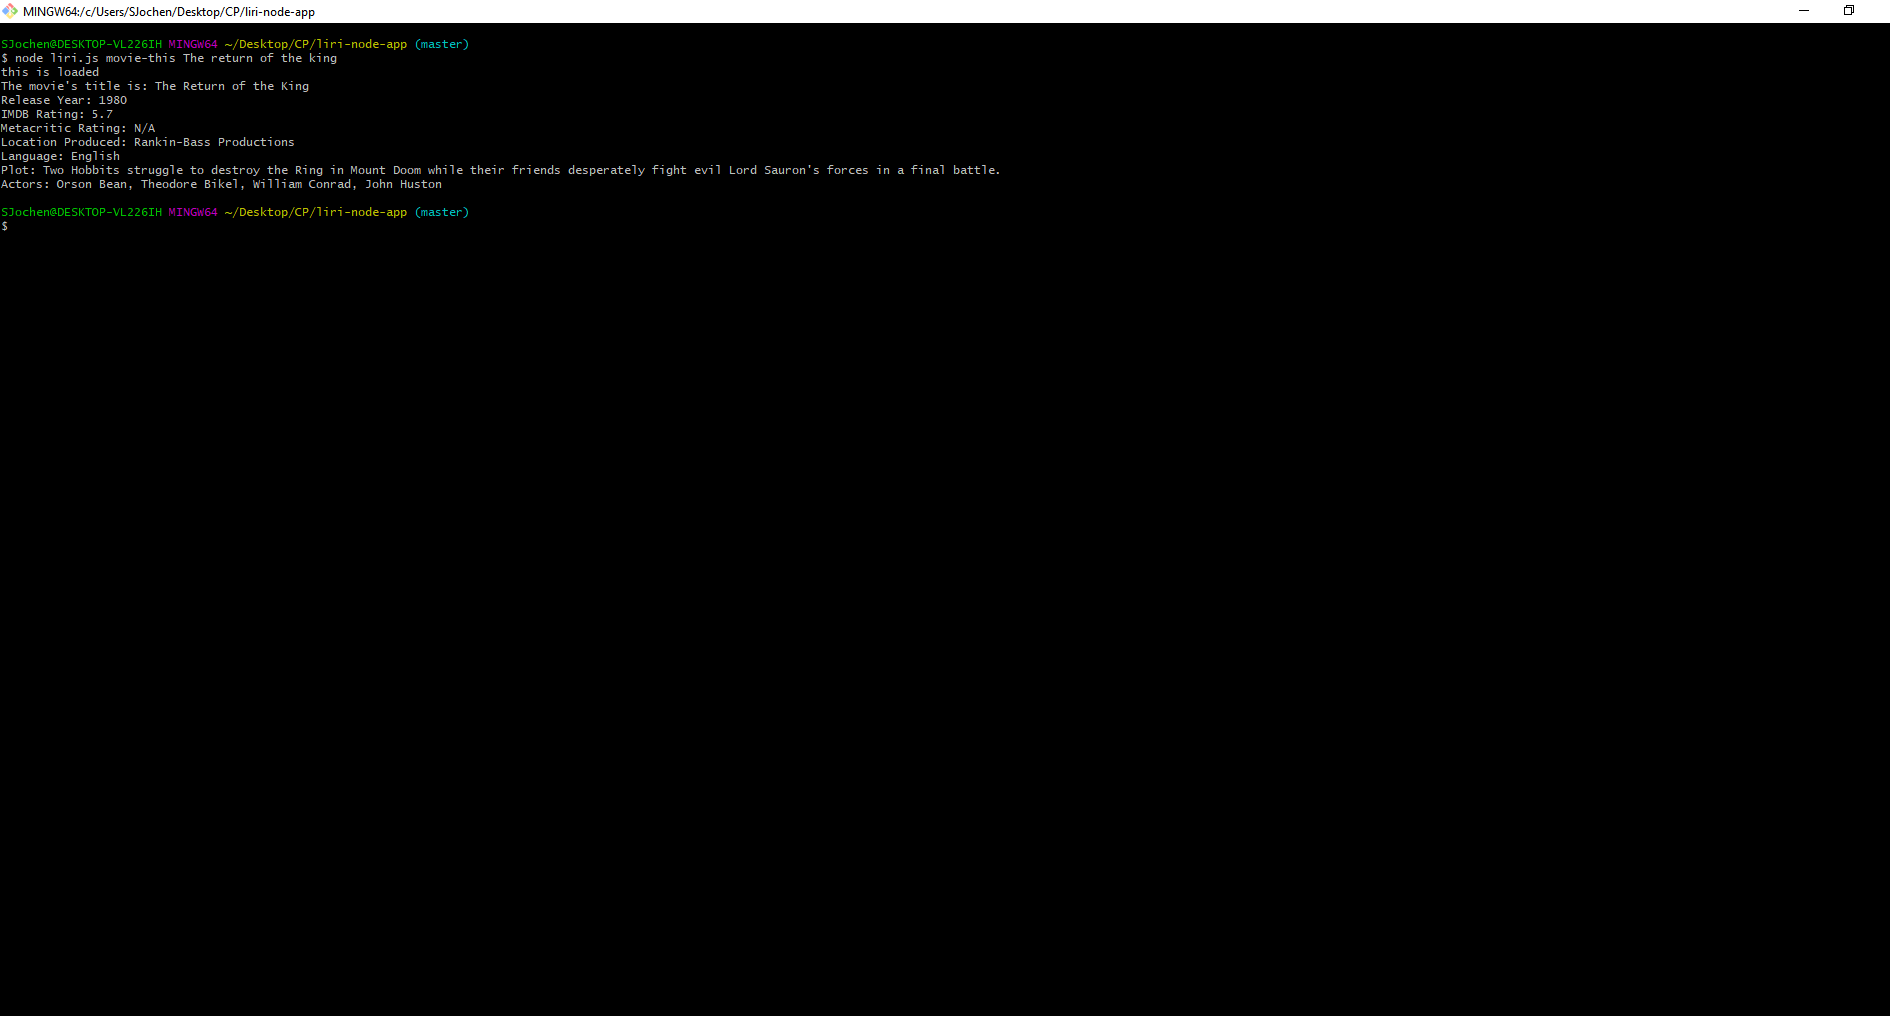 MINGW64:/c/Users/SJochen/Desktop/CP/liri-node-app
SJochen@DESKTOP-VL226IH MINGW64 ~/Desktop/CP/liri-node-app (master)
$ node liri.js movie-this The return of the king
this is loaded
The movie's title is: The Return of the King
Release Year: 1980
IMDB Rating: 5.7
Metacritic Rating: N/A
Location Produced: Rankin-Bass Productions
Language: English
Plot: Two Hobbits struggle to destroy the Ring in Mount Doom while their friends desperately fight evil Lord Sauron's forces in a final battle.
Actors: Orson Bean, Theodore Bikel, William Conrad, John Huston
SJochen@DESKTOP-VL226IH MINGW64 ~/Desktop/CP/liri-node-app (master)
$